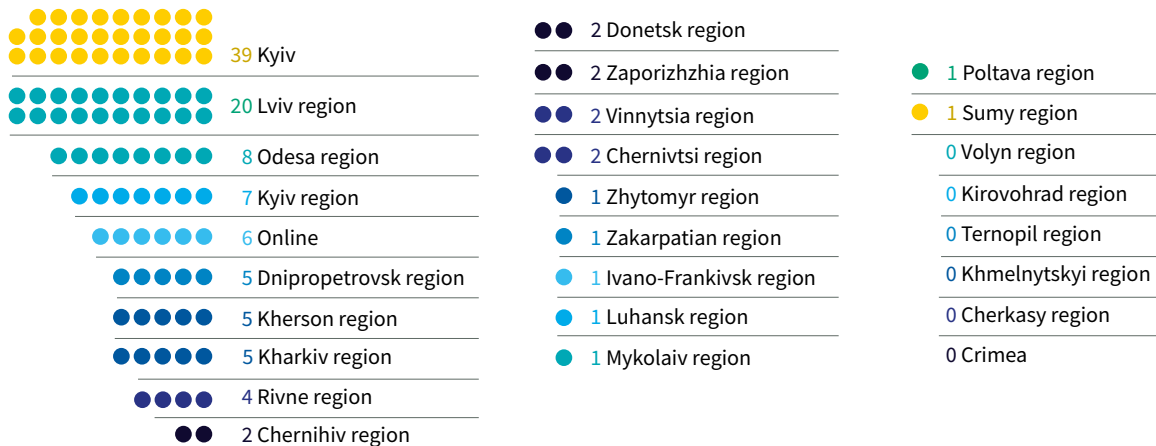 39 Kyiv
20 Lviv region
8 Odesa region
7 Kyiv region
6 Online
5 Dnipropetrovsk region
5 Kherson region
5 Kharkiv region
4 Rivne region
2 Chernihiv region
2 Donetsk region
2 Zaporizhzhia region
2 Vinnytsia region
2 Chernivtsi region
1 Zhytomyr region
1 Zakarpatian region
1 Ivano-Frankivsk region
1 Luhansk region
1 Mykolaiv region
1 Poltava region
1 Sumy region
0 Volyn region
0 Kirovohrad region
0 Ternopil region
0 Khmelnytskyi region
0 Cherkasy region
0 Crimea